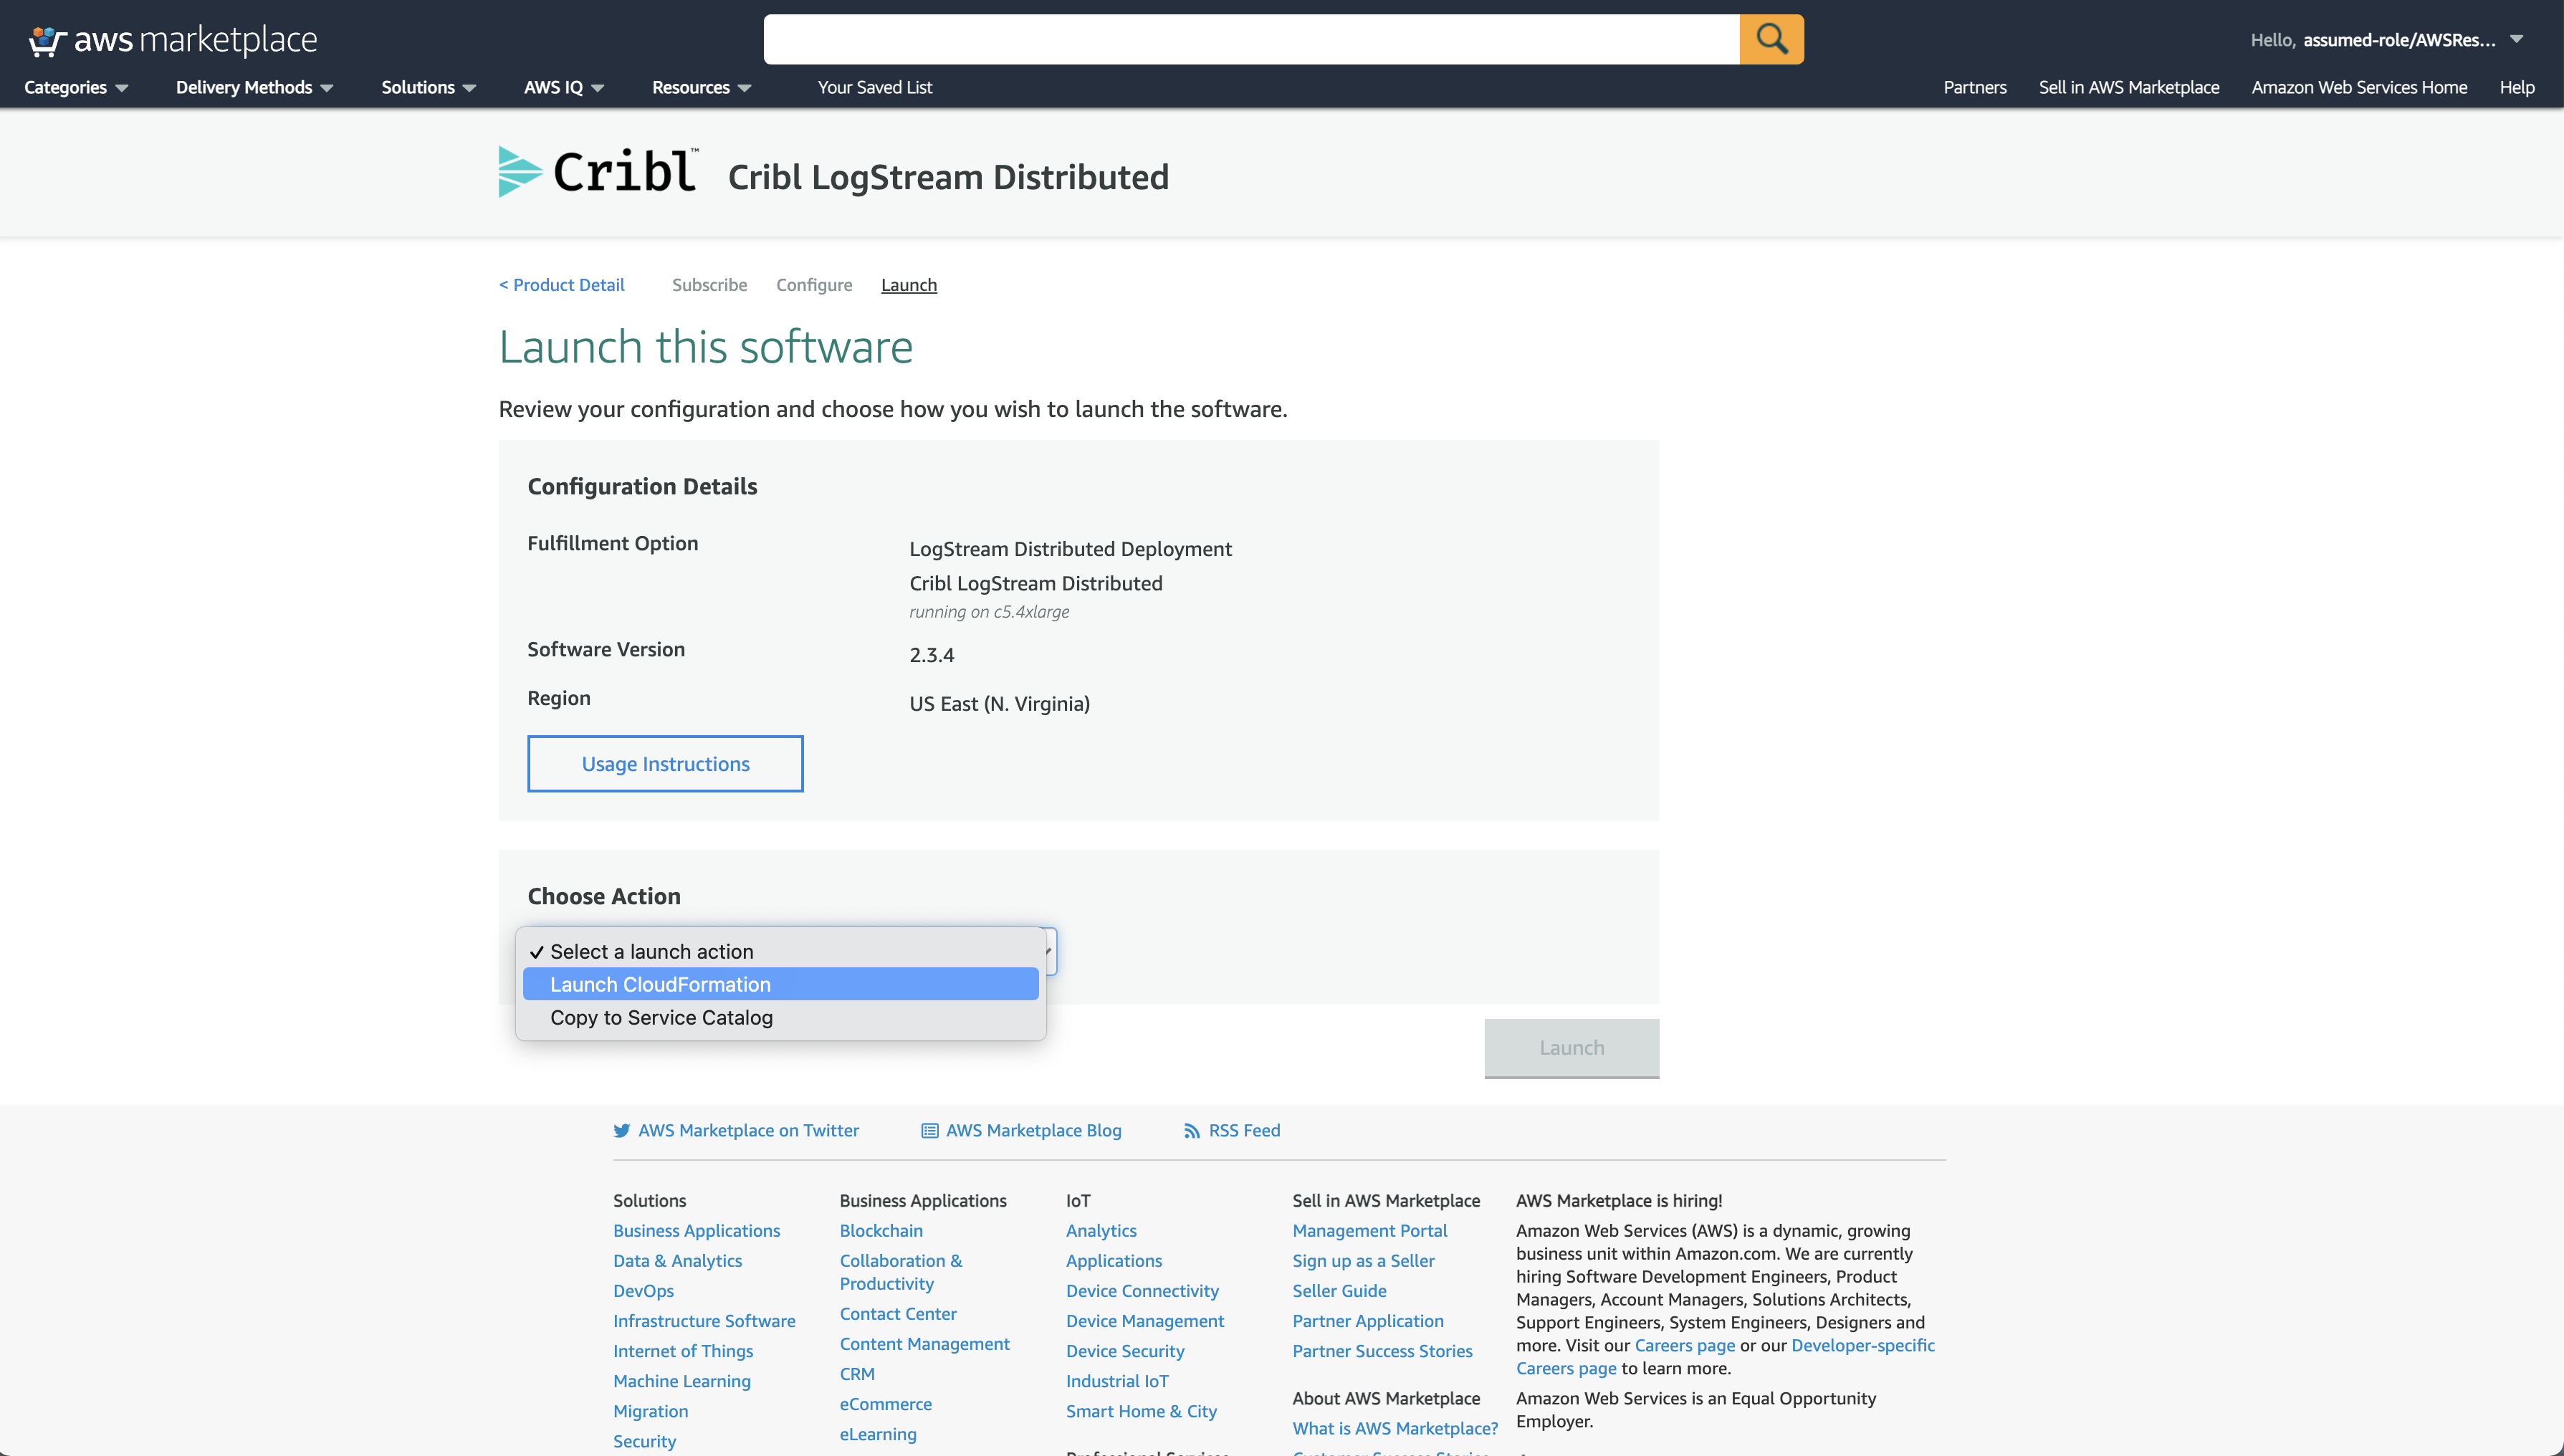 aws marketplace
Hello, assumed-role/AWSRes...
Categories
Delivery Methods
Solutions
AWS IQ
Resources
Your Saved List
Partners
Sell in AWS Marketplace
Amazon Web Services Home
Help
Cribl™
Cribl LogStream Distributed
< Product Detail
Subscribe
Configure
Launch
Launch this software
Review your configuration and choose how you wish to launch the software.
Configuration Details
Fulfillment Option
LogStream Distributed Deployment
Cribl LogStream Distributed
running on c5.4xlarge
Software Version
2.3.4
Region
US East (N. Virginia)
Usage Instructions
Choose Action
✓ Select a launch action
Launch CloudFormation
Copy to Service Catalog
Launch
AWS Marketplace on Twitter
AWS Marketplace Blog
RSS Feed
Solutions
Business Applications
Data & Analytics
DevOps
Infrastructure Software
Internet of Things
Machine Learning
Migration
Security
Business Applications
Blockchain
Collaboration &
Productivity
Contact Center
Content Management
CRM
eCommerce
eLearning
IoT
Analytics
Applications
Device Connectivity
Device Management
Device Security
Industrial IoT
Smart Home & City
Professional Services
Sell in AWS Marketplace
Management Portal
Sign up as a Seller
Seller Guide
Partner Application
Partner Success Stories
About AWS Marketplace
What is AWS Marketplace?
Customer Success Stories
AWS Marketplace is hiring!
Amazon Web Services (AWS) is a dynamic, growing
business unit within Amazon.com. We are currently
hiring Software Development Engineers, Product
Managers, Account Managers, Solutions Architects,
Support Engineers, System Engineers, Designers and
more. Visit our Careers page or our Developer-specific
Careers page to learn more.
Amazon Web Services is an Equal Opportunity
Employer.